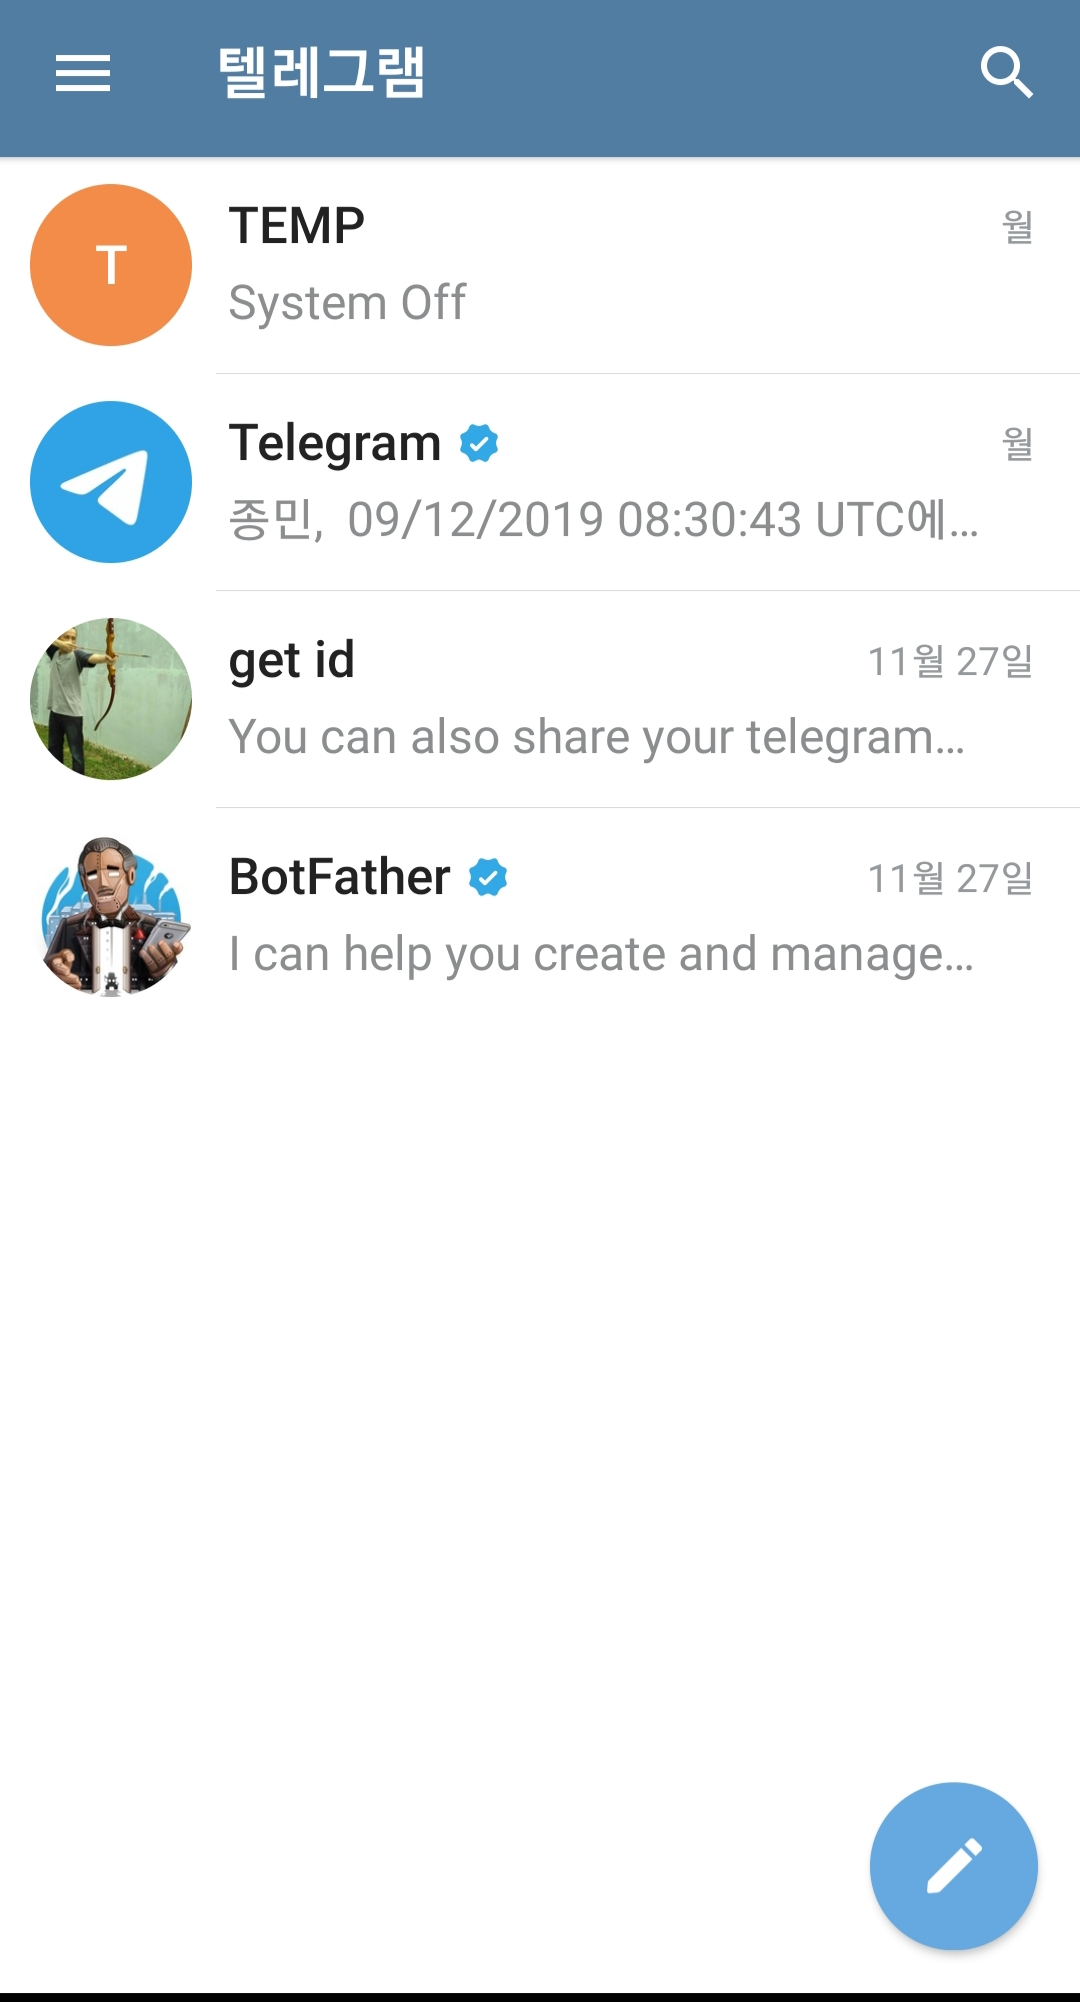 텔레그램
T
TEMP 월
System Off
Telegram 월
종민, 09/12/2019 08:30:43 UTC에...
get id 11월 27일
You can also share your telegram...
BotFather 11월 27일
I can help you create and manage...